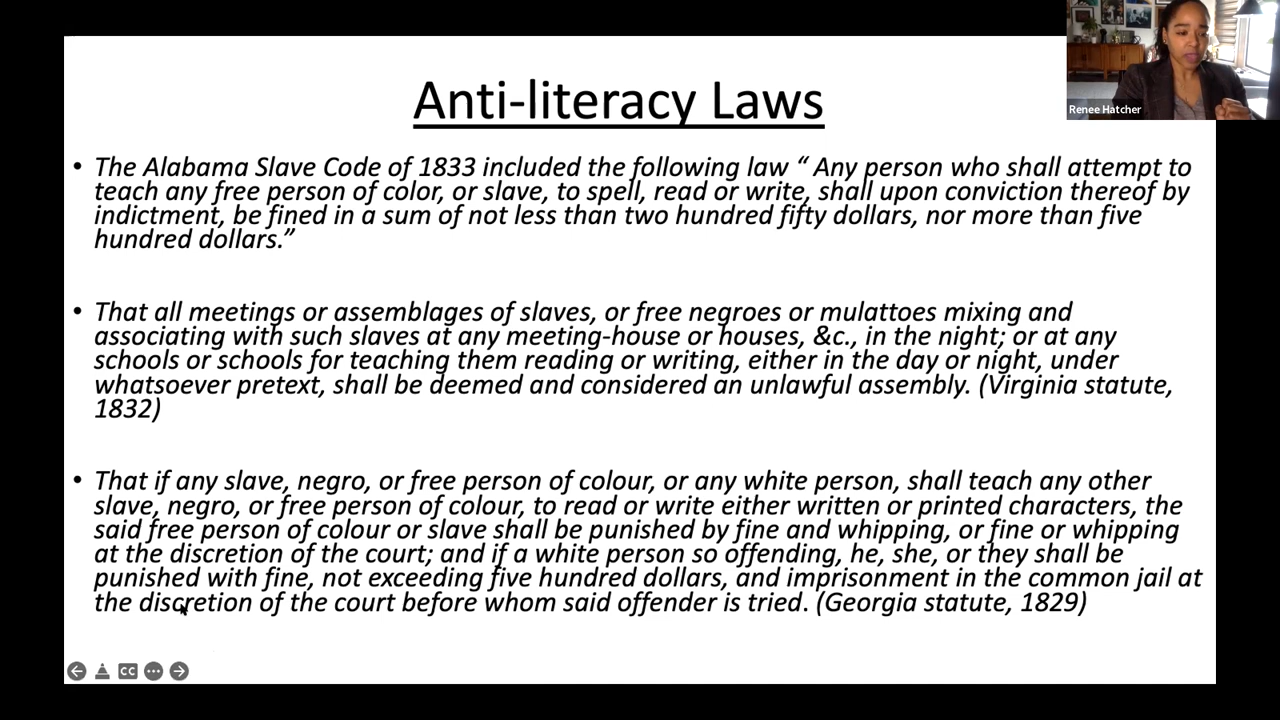 Anti-literacy Laws
Renee Hatcher
• The Alabama Slave Code of 1833 included the following law “ Any person who shall attempt to
teach any free person of color, or slave, to spell, read or write, shall upon conviction thereof by
indictment, be fined in a sum of not less than two hundred fifty dollars, nor more than five
hundred dollars.”
• That all meetings or assemblages of slaves, or free negroes or mulattoes mixing and
associating with such slaves at any meeting-house or houses, &c., in the night; or at any
schools or schools for teaching them reading or writing, either in the day or night, under
whatsoever pretext, shall be deemed and considered an unlawful assembly. (Virginia statute,
1832)
• That if any slave, negro, or free person of colour, or any white person, shall teach any other
slave, negro, or free person of colour, to read or write either written or printed characters, the
said free person of colour or slave shall be punished by fine and whipping, or fine or whipping
at the discretion of the court; and if a white person so offending, he, she, or they shall be
punished with fine, not exceeding five hundred dollars, and imprisonment in the common jail at
the discretion of the court before whom said offender is tried. (Georgia statute, 1829)
CC